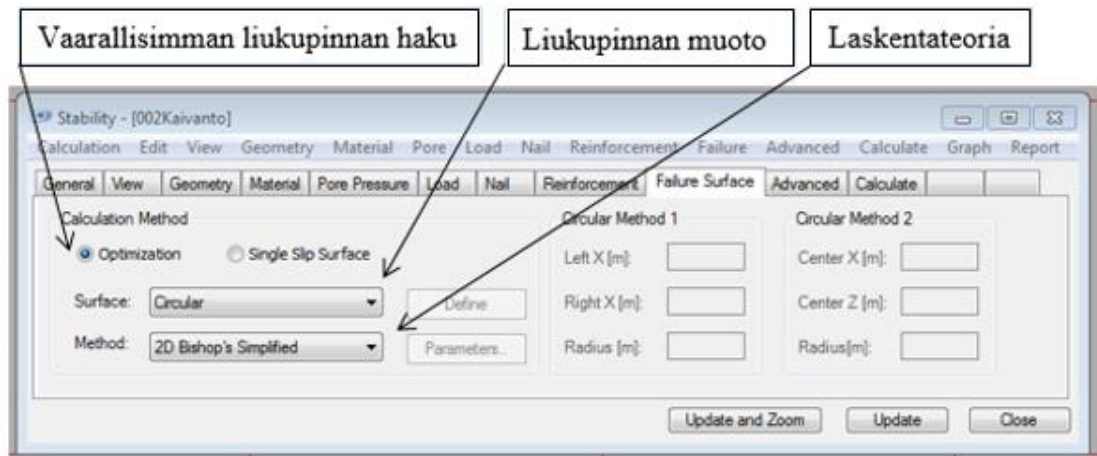 Vaarallisimman liukupinnan haku Liukupinnan muoto Laskentateoria
Stability - [002Kaivanto]
Calculation Edit View Geometry Material Pore Load Nail Reinforcement Failure Advanced Calculate Graph Report
General View Geometry Material Pore Pressure Load Nail Reinforcement Failure Surface Advanced Calculate
Calculation Method Circular Method 1 Circular Method 2
Optimization Single Slip Surface Left X [m]: Center X [m]:
Surface: Circular Define Right X [m]: Center Z [m]:
Method: 2D Bishop's Simplified Parameters.. Radius [m]: Radius[m]:
Update and Zoom Update Close